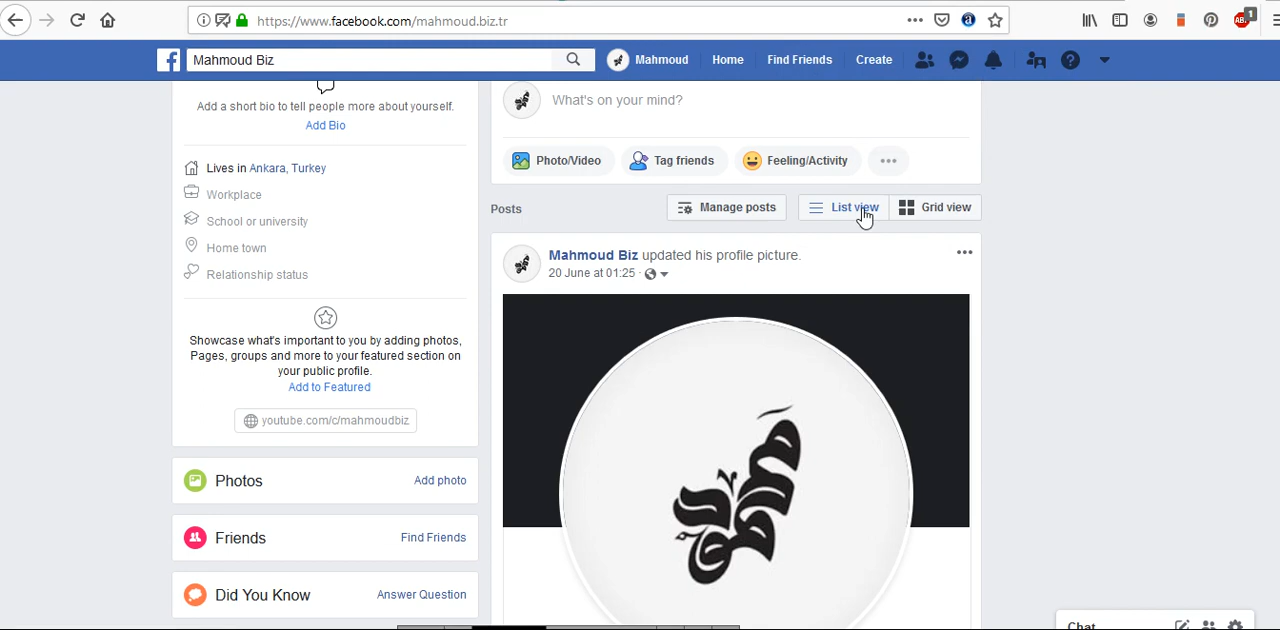 https://www.facebook.com/mahmoud.biz.tr
ABP 1
Mahmoud Biz
Mahmoud
Home
Find Friends
Create
Add a short bio to tell people more about yourself.
Add Bio
Lives in Ankara, Turkey
Workplace
School or university
Home town
Relationship status
Showcase what's important to you by adding photos,
Pages, groups and more to your featured section on
your public profile.
Add to Featured
youtube.com/c/mahmoudbiz
Photos
Add photo
Friends
Find Friends
Did You Know
Answer Question
What's on your mind?
Photo/Video
Tag friends
Feeling/Activity
Posts
Manage posts
List view
Grid view
Mahmoud Biz updated his profile picture.
20 June at 01:25
Chat